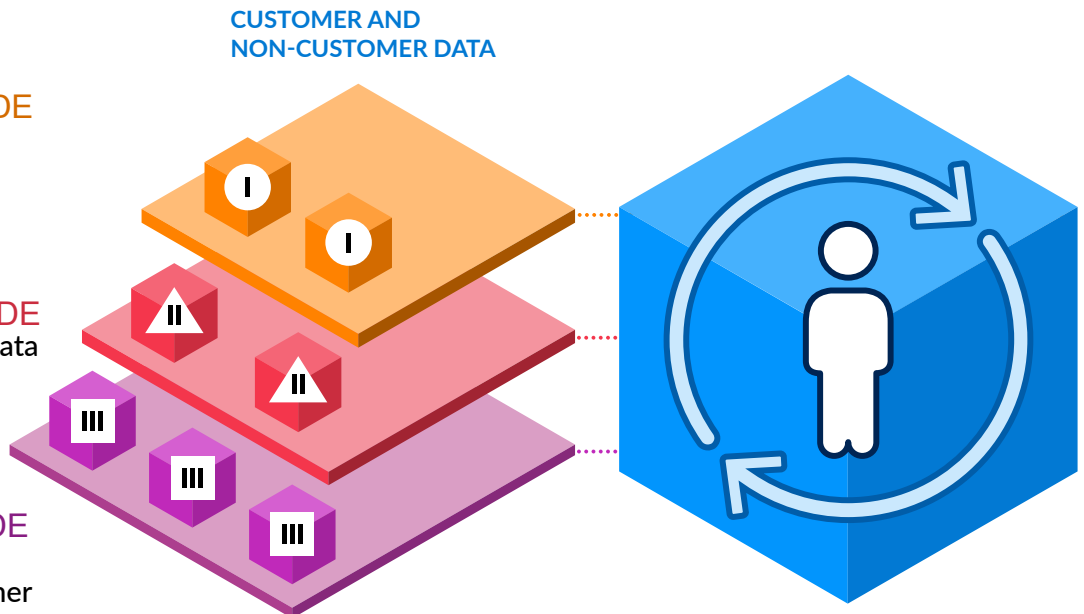 CUSTOMER AND
NON-CUSTOMER DATA
DE
I
I
DE
ata
II
II
III
III
III
DE
ner